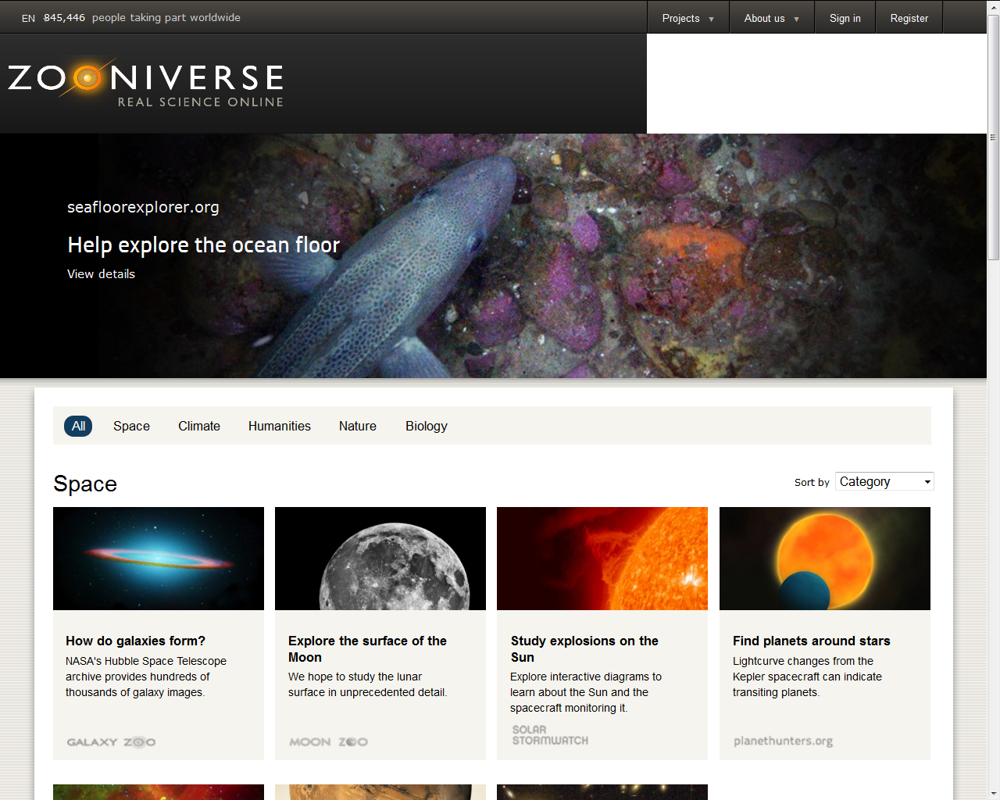 EN 845,446 people taking part worldwide
Projects ▼ About us ▼ Sign in Register
ZOONIVERSE
REAL SCIENCE ONLINE
seafloorexplorer.org
Help explore the ocean floor
View details
All Space Climate Humanities Nature Biology
Space
Sort by Category
How do galaxies form?
NASA's Hubble Space Telescope
archive provides hundreds of
thousands of galaxy images.
GALAXY ZOO
Explore the surface of the
Moon
We hope to study the lunar
surface in unprecedented detail.
MOON ZOO
Study explosions on the
Sun
Explore interactive diagrams to
learn about the Sun and the
spacecraft monitoring it.
SOLAR
STORMWATCH
Find planets around stars
Lightcurve changes from the
Kepler spacecraft can indicate
transiting planets.
planethunters.org